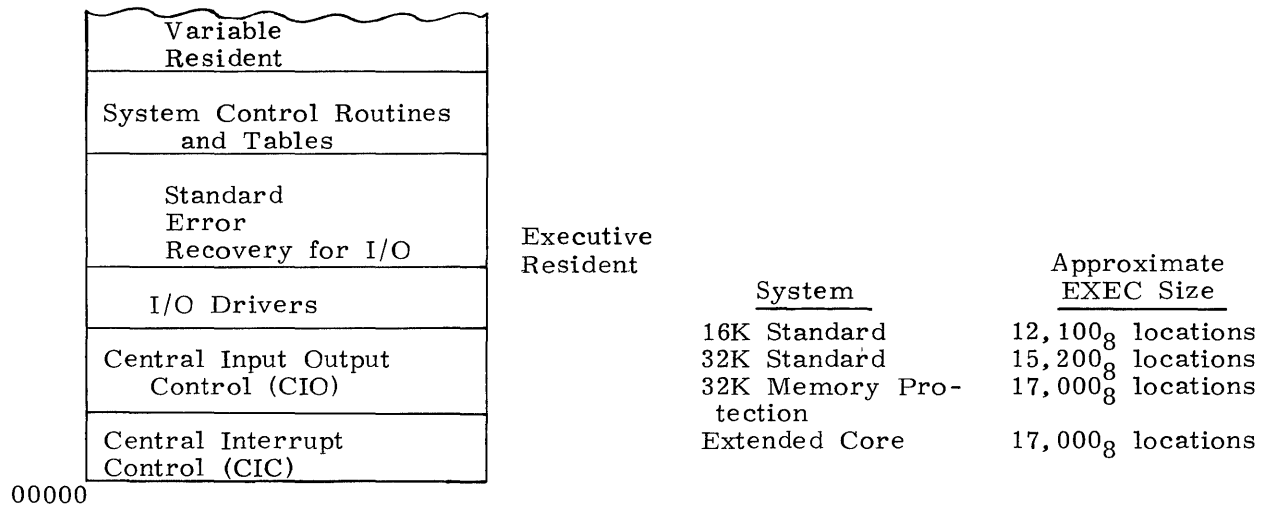 Variable
Resident
System Control Routines
and Tables
Standard
Error
Recovery for I/O
I/O Drivers
Central Input Output
Control (CIO)
Central Interrupt
Control (CIC)
00000
Executive
Resident
System
Approximate
EXEC Size
16K Standard 12,100₈ locations
32K Standard 15,200₈ locations
32K Memory Pro- 17,000₈ locations
tection
Extended Core 17,000₈ locations